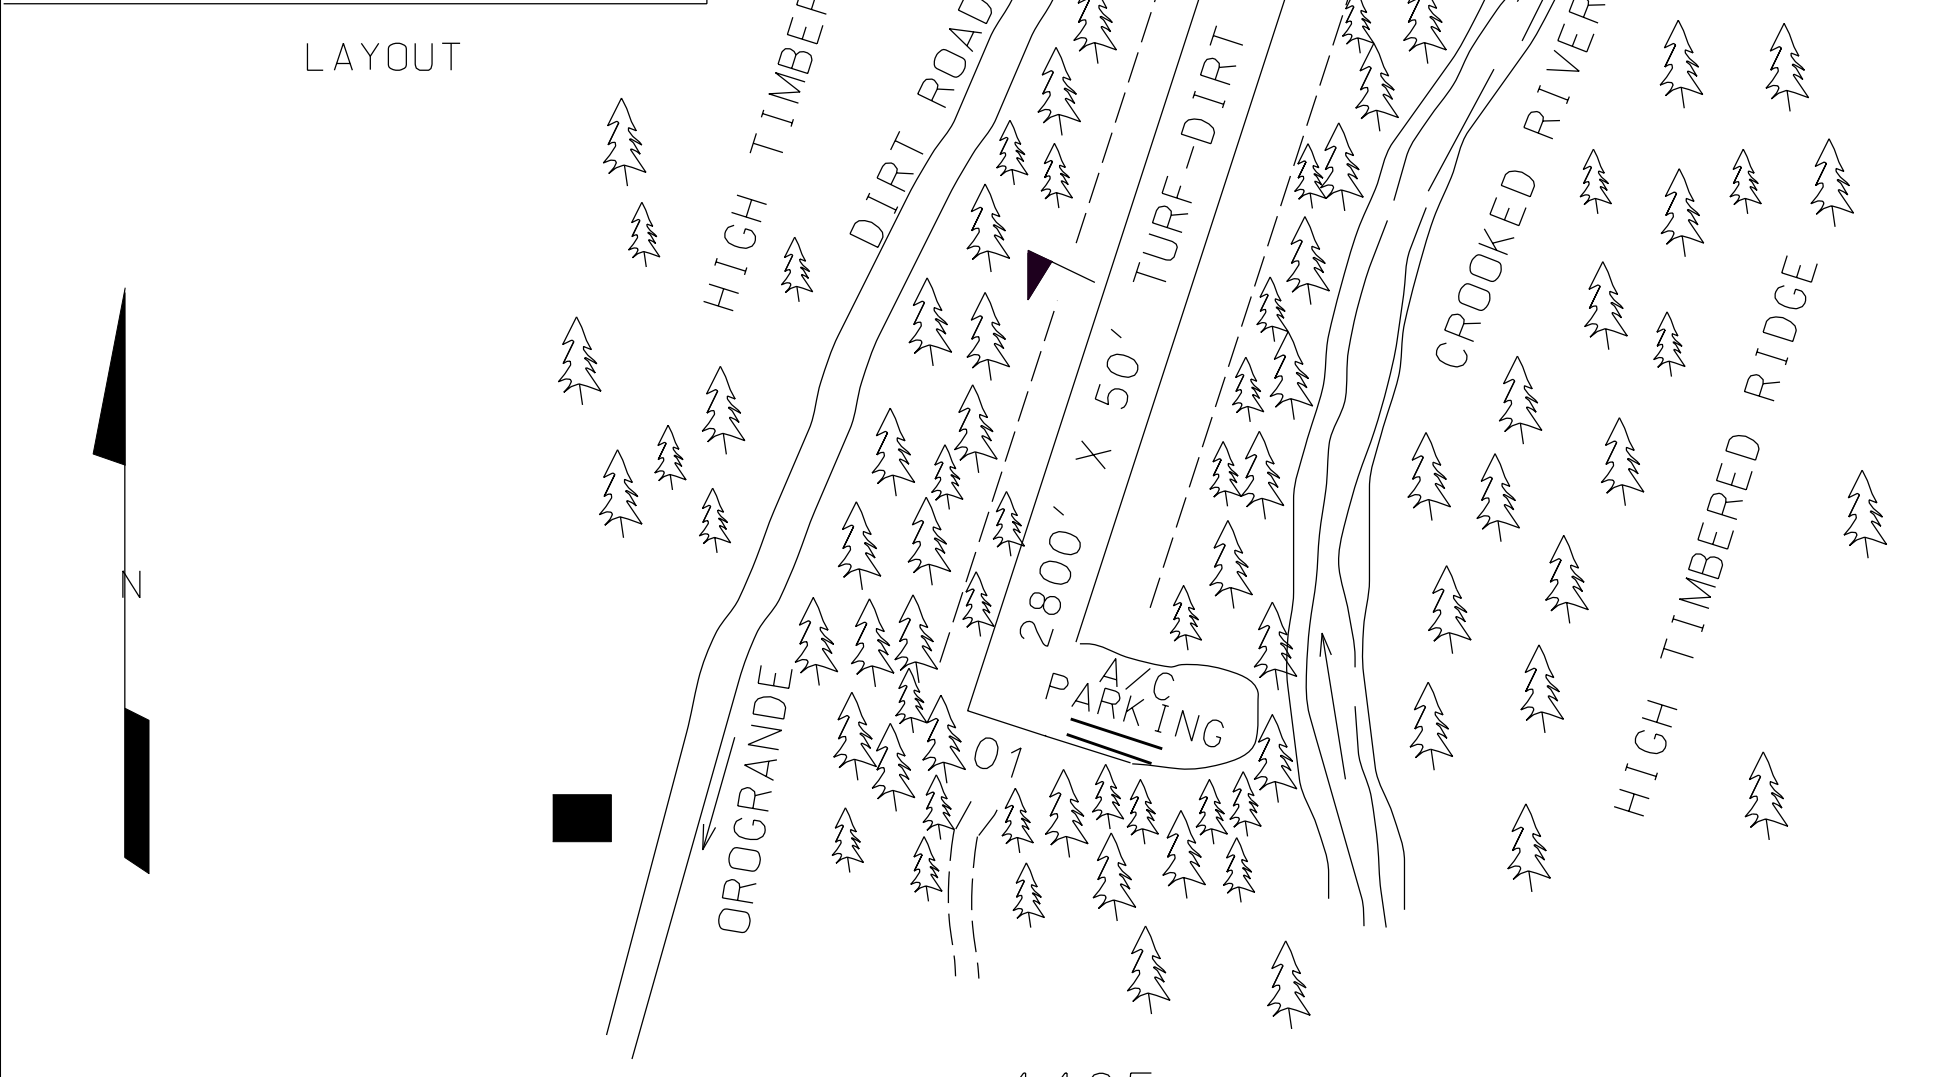 LAYOUT
HIGH TIMBER
DIRT ROAD
TURF-DIRT
CROOKED RIVER
2800' X 50'
HIGH TIMBERED RIDGE
N
A/C
PARKING
OROGRANDE
01